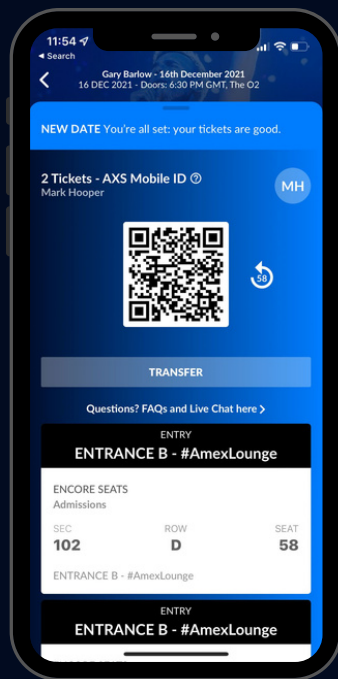 11:54
Search
Gary Barlow - 16th December 2021
16 DEC 2021 - Doors: 6:30 PM GMT, The O2
NEW DATE You're all set: your tickets are good.
2 Tickets - AXS Mobile ID ?
Mark Hooper
MH
58
TRANSFER
Questions? FAQs and Live Chat here >
ENTRY
ENTRANCE B - #AmexLounge
ENCORE SEATS
Admissions
SEC ROW SEAT
102 D 58
ENTRANCE B - #AmexLounge
ENTRY
ENTRANCE B - #AmexLounge